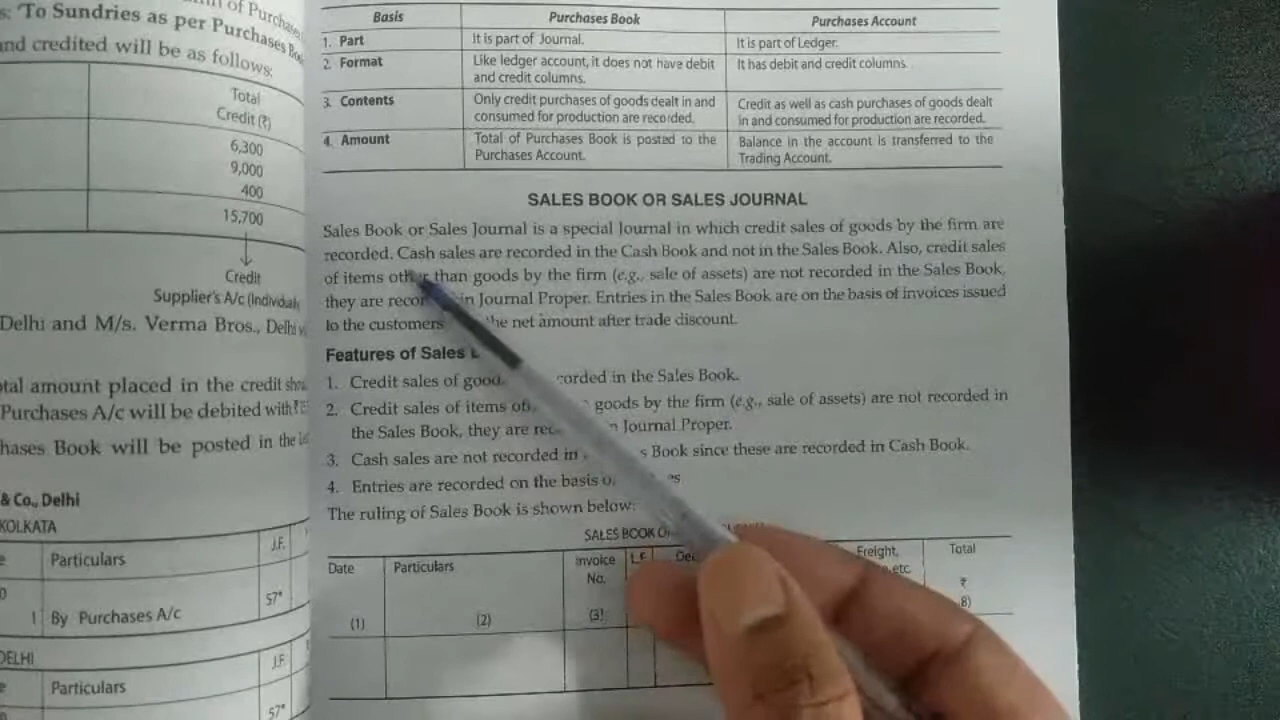 of Purchases
s; 'To Sundries as per Purchases Boo
and credited will be as follows:
Total
Credit (₹)
6,300
9,000
400
15,700
Credit
Supplier's A/c (Individual
Delhi and M/s. Verma Bros., Delhi
otal amount placed in the credit
Purchases A/c will be debited with ₹
hases Book will be posted in the
& Co., Delhi
KOLKATA
e Particulars J.F.
0
1 By Purchases A/c 57*
DELHI
e Particulars J.F.
57*
Basis Purchases Book Purchases Account
1. Part It is part of Journal. It is part of Ledger.
2. Format Like ledger account, it does not have debit It has debit and credit columns.
and credit columns.
3. Contents Only credit purchases of goods dealt in and Credit as well as cash purchases of goods dealt
consumed for production are recorded. in and consumed for production are recorded.
4. Amount Total of Purchases Book is posted to the Balance in the account is transferred to the
Purchases Account. Trading Account.
SALES BOOK OR SALES JOURNAL
Sales Book or Sales Journal is a special Journal in which credit sales of goods by the firm are
recorded. Cash sales are recorded in the Cash Book and not in the Sales Book. Also, credit sales
of items other than goods by the firm (e.g., sale of assets) are not recorded in the Sales Book,
they are recor in Journal Proper. Entries in the Sales Book are on the basis of invoices issued
to the customers the net amount after trade discount.
Features of Sales
1. Credit sales of good corded in the Sales Book.
2. Credit sales of items goods by the firm (e.g., sale of assets) are not recorded in
the Sales Book, they are rec n Journal Proper.
3. Cash sales are not recorded in s Book since these are recorded in Cash Book.
4. Entries are recorded on the basis
The ruling of Sales Book is shown below:
SALES BOOK
Date Particulars Invoice L.F. Freight, Total
No. etc ₹
(1) (2) (3) 8)